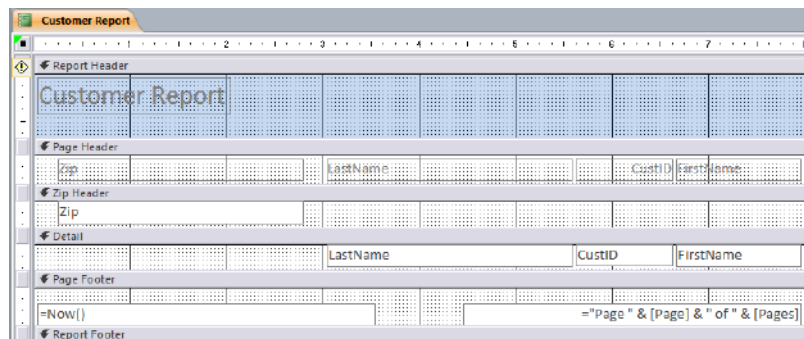 Customer Report
1 2 3 4 5 6 7
Report Header
Customer Report
Page Header
Zip LastName CustID FirstName
Zip Header
Zip
Detail
LastName CustID FirstName
Page Footer
=Now() ="Page " & [Page] & " of " & [Pages]
Report Footer